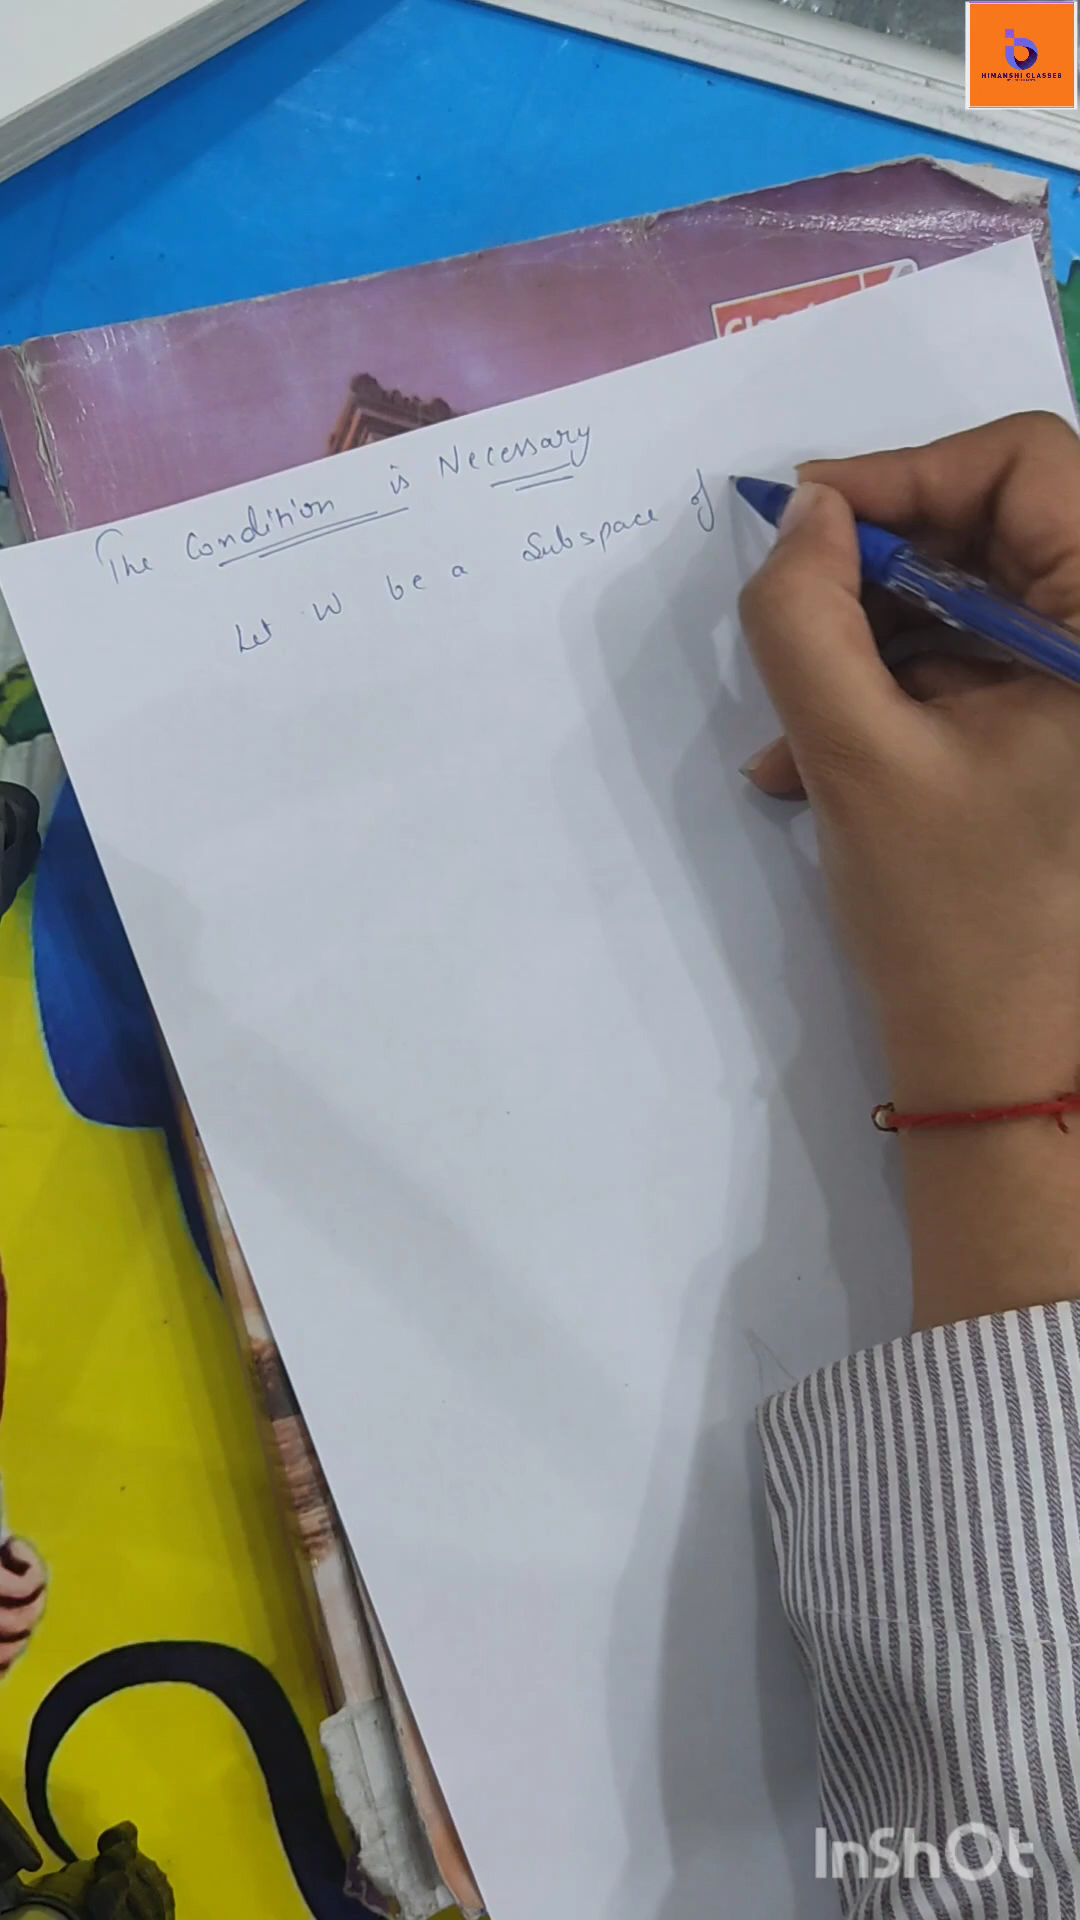 HIMANSHI CLASSES
The Condition is Necessary
Let W be a Subspace of
InShOt